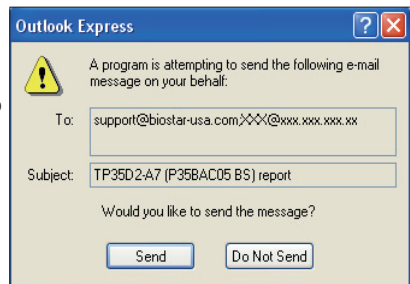 Outlook Express
A program is attempting to send the following e-mail
message on your behalf:
To: support@biostar-usa.com;XXX@xxx.xxx.xxx.xx
Subject: TP35D2-A7 (P35BAC05 BS) report
Would you like to send the message?
Send Do Not Send